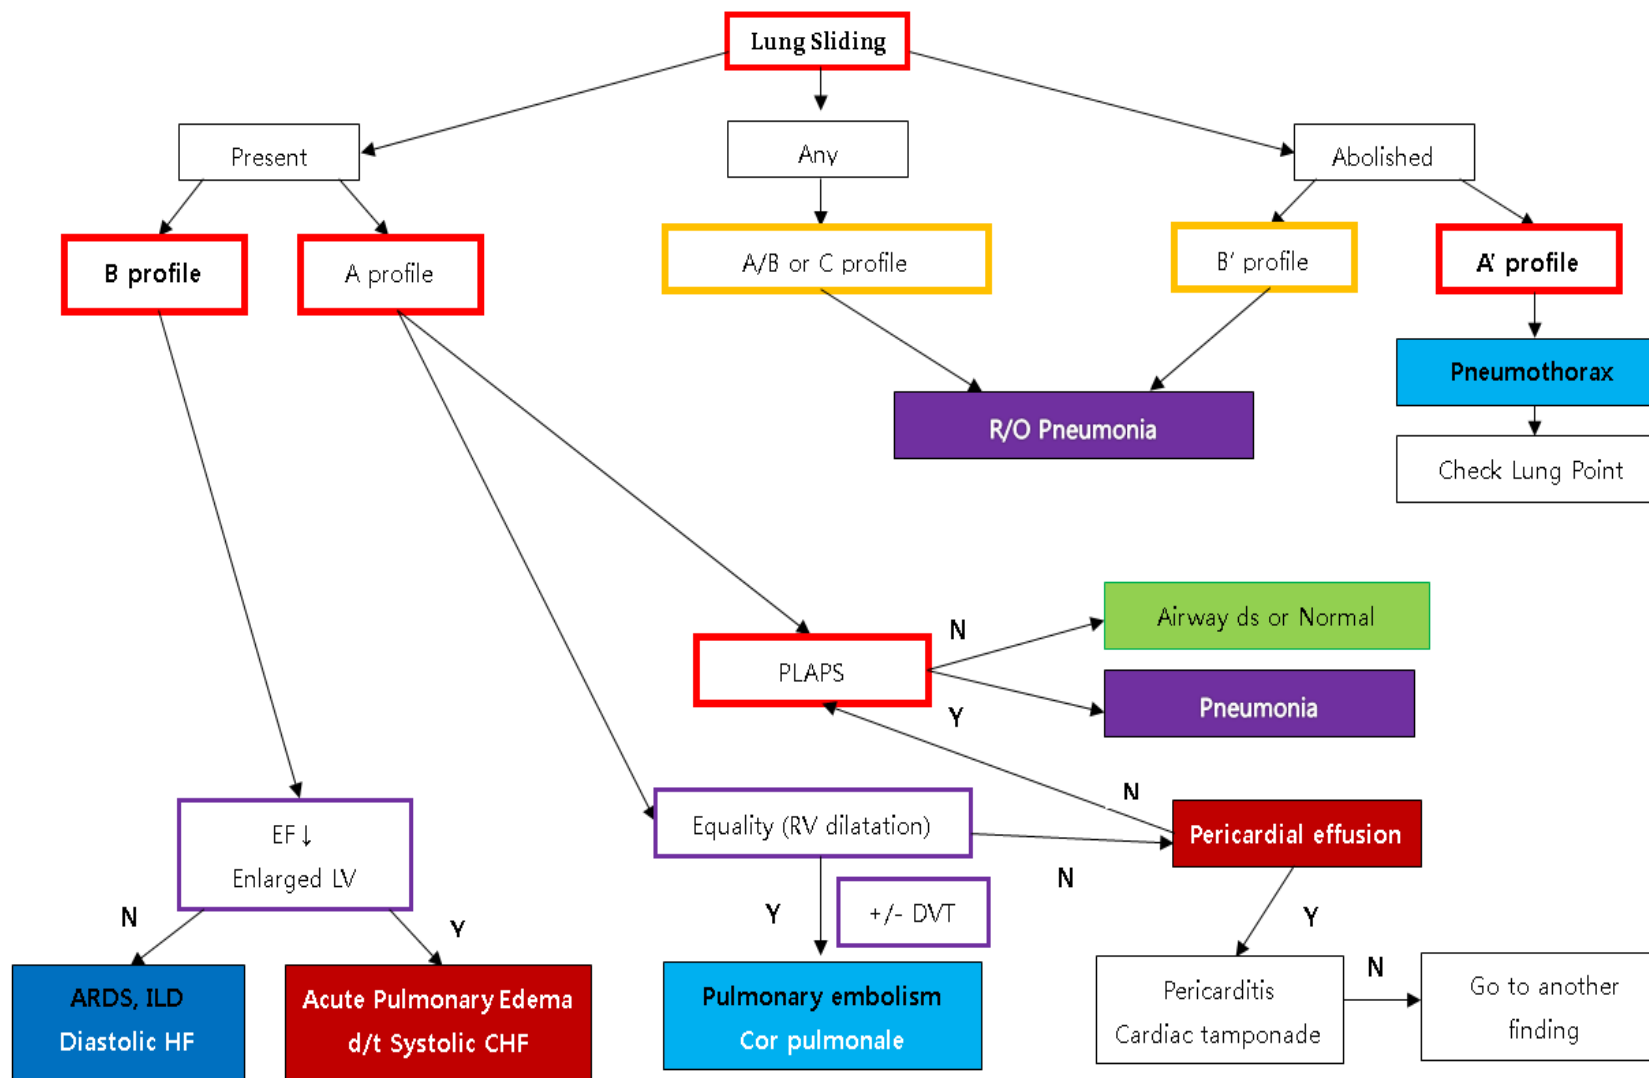 Lung Sliding
Present
Any
Abolished
B profile
A profile
A/B or C profile
B' profile
A' profile
Pneumothorax
R/O Pneumonia
Check Lung Point
N
Airway ds or Normal
PLAPS
Y
Pneumonia
N
EF↓
Enlarged LV
Equality (RV dilatation)
Pericardial effusion
N
N
Y
Y
+/- DVT
Y
ARDS, ILD
Diastolic HF
Acute Pulmonary Edema
d/t Systolic CHF
Pulmonary embolism
Cor pulmonale
Pericarditis
Cardiac tamponade
N
Go to another
finding